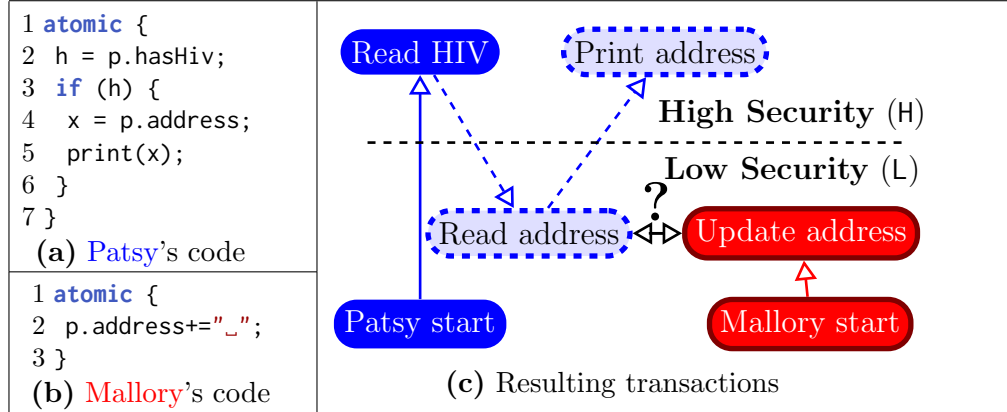 1 atomic {
2 h = p.hasHiv;
3 if (h) {
4 x = p.address;
5 print(x);
6 }
7 }
(a) Patsy's code
1 atomic {
2 p.address+="␣";
3 }
(b) Mallory's code
Read HIV
Print address
High Security (H)
Low Security (L)
?
Read address
Update address
Patsy start
Mallory start
(c) Resulting transactions